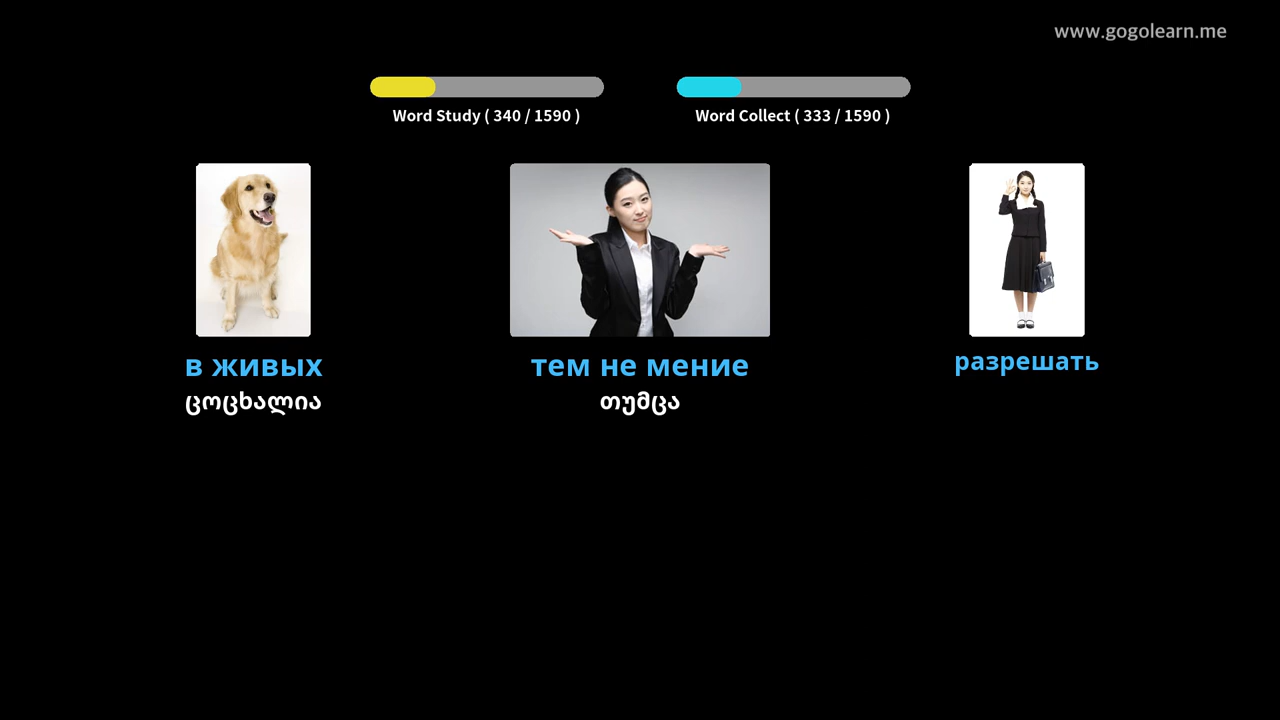 www.gogolearn.me
Word Study ( 340 / 1590 )
Word Collect ( 333 / 1590 )
в живых
ცოცხალია
тем не мение
თუმცა
разрешать